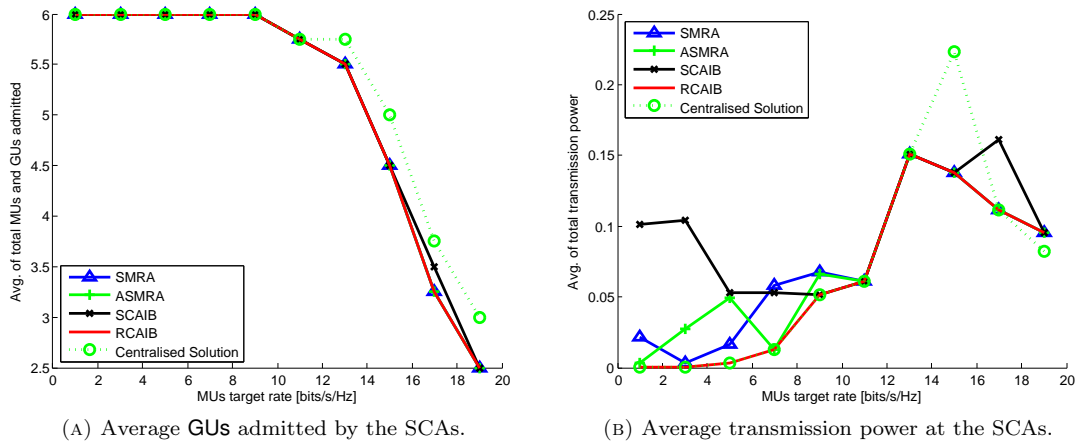 6
5.5
5
4.5
4
3.5
3
2.5
0 2 4 6 8 10 12 14 16 18 20
Avg. of total MUs and GUs admitted
MUs target rate [bits/s/Hz]
SMRA
ASMRA
SCAIB
RCAIB
Centralised Solution
(A) Average GUs admitted by the SCAs.
0.25
0.2
0.15
0.1
0.05
0
0 2 4 6 8 10 12 14 16 18 20
Avg. of total transmission power
MUs target rate [bits/s/Hz]
SMRA
ASMRA
SCAIB
RCAIB
Centralised Solution
(B) Average transmission power at the SCAs.